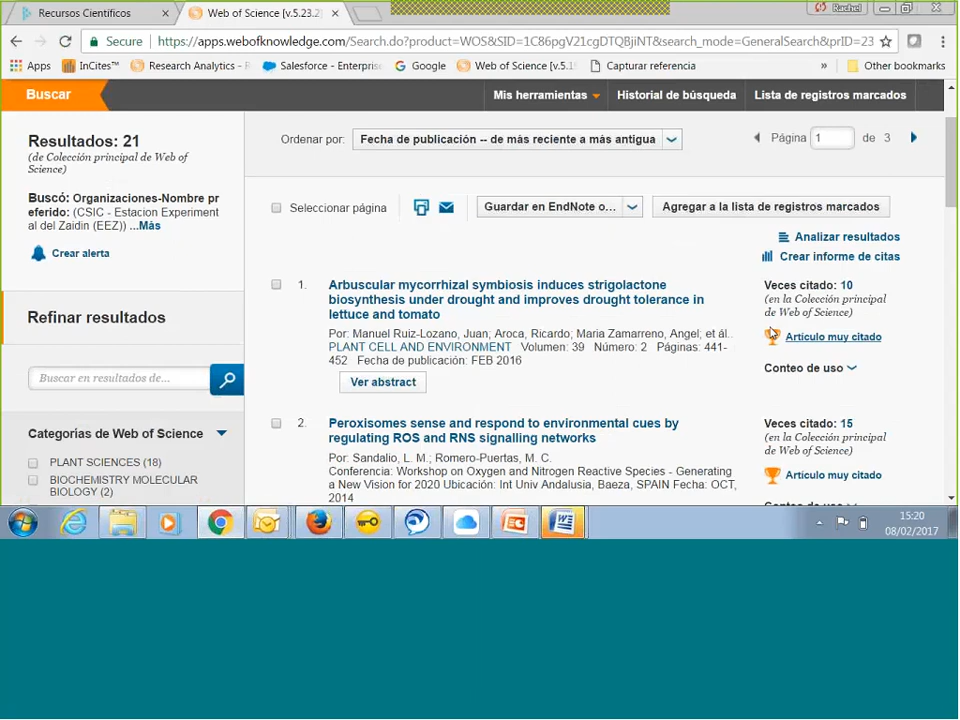 Recursos Científicos
Web of Science [v.5.23.2]
Rachel
Secure
https://apps.webofknowledge.com/Search.do?product=WOS&SID=1C86pgV21cgDTQBjiNT&search_mode=GeneralSearch&prID=23
Apps
InCites™
Research Analytics - R
Salesforce - Enterprise
Google
Web of Science [v.5.1
Capturar referencia
»
Other bookmarks
Buscar
Mis herramientas
Historial de búsqueda
Lista de registros marcados
Resultados: 21
(de Colección principal de Web of
Science)
Buscó: Organizaciones-Nombre pr
eferido: (CSIC - Estacion Experiment
al del Zaidin (EEZ)) ...Más
Crear alerta
Refinar resultados
Buscar en resultados de...
Categorías de Web of Science
PLANT SCIENCES (18)
BIOCHEMISTRY MOLECULAR
BIOLOGY (2)
Ordenar por:
Fecha de publicación -- de más reciente a más antigua
Página 1 de 3
Seleccionar página
Guardar en EndNote o...
Agregar a la lista de registros marcados
Analizar resultados
Crear informe de citas
1.
Arbuscular mycorrhizal symbiosis induces strigolactone
biosynthesis under drought and improves drought tolerance in
lettuce and tomato
Por: Manuel Ruiz-Lozano, Juan; Aroca, Ricardo; Maria Zamarreno, Angel; et ál..
PLANT CELL AND ENVIRONMENT Volumen: 39 Número: 2 Páginas: 441-
452 Fecha de publicación: FEB 2016
Ver abstract
Veces citado: 10
(en la Colección principal
de Web of Science)
Artículo muy citado
Conteo de uso
2.
Peroxisomes sense and respond to environmental cues by
regulating ROS and RNS signalling networks
Por: Sandalio, L. M.; Romero-Puertas, M. C.
Conferencia: Workshop on Oxygen and Nitrogen Reactive Species - Generating
a New Vision for 2020 Ubicación: Int Univ Andalusia, Baeza, SPAIN Fecha: OCT,
2014
Veces citado: 15
(en la Colección principal
de Web of Science)
Artículo muy citado
Conteo de uso
15:20
08/02/2017